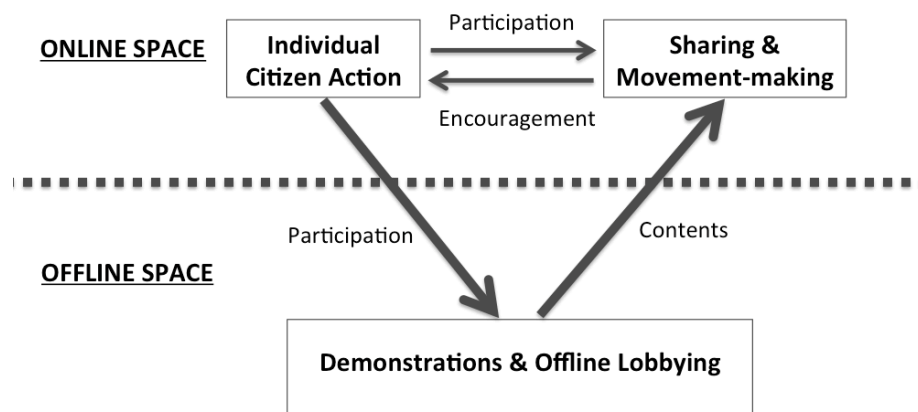 ONLINE SPACE
Individual
Citizen Action
Participation
Sharing &
Movement-making
Encouragement
Participation
Contents
OFFLINE SPACE
Demonstrations & Offline Lobbying